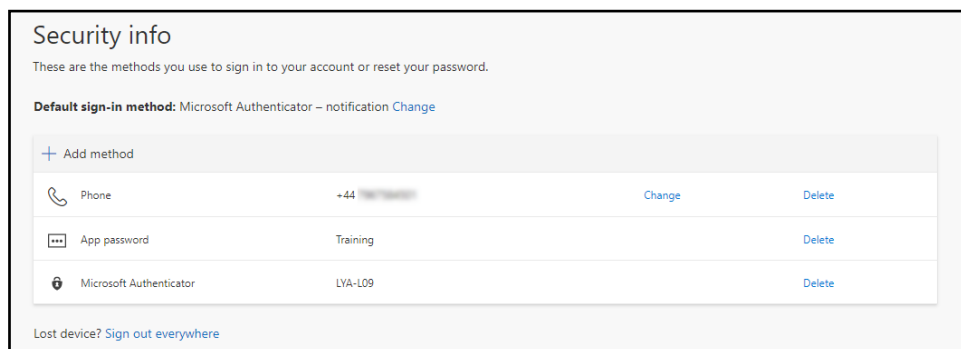 Security info
These are the methods you use to sign in to your account or reset your password.
Default sign-in method: Microsoft Authenticator – notification Change
Add method
Phone +44 Change Delete
App password Training Delete
Microsoft Authenticator LYA-L09 Delete
Lost device? Sign out everywhere